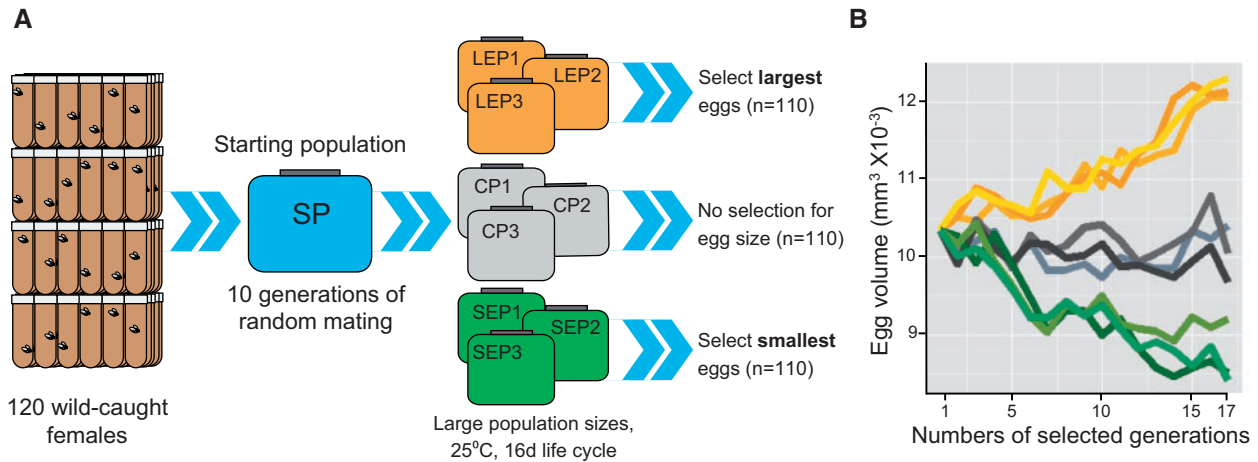 A
120 wild-caught
females
Starting population
SP
10 generations of
random mating
LEP1
LEP2
LEP3
CP1
CP2
CP3
SEP1
SEP2
SEP3
Large population sizes,
25°C, 16d life cycle
Select largest
eggs (n=110)
No selection for
egg size (n=110)
Select smallest
eggs (n=110)
B
Egg volume (mm³ X10⁻³)
12
11
10
9
1
5
10
15
17
Numbers of selected generations